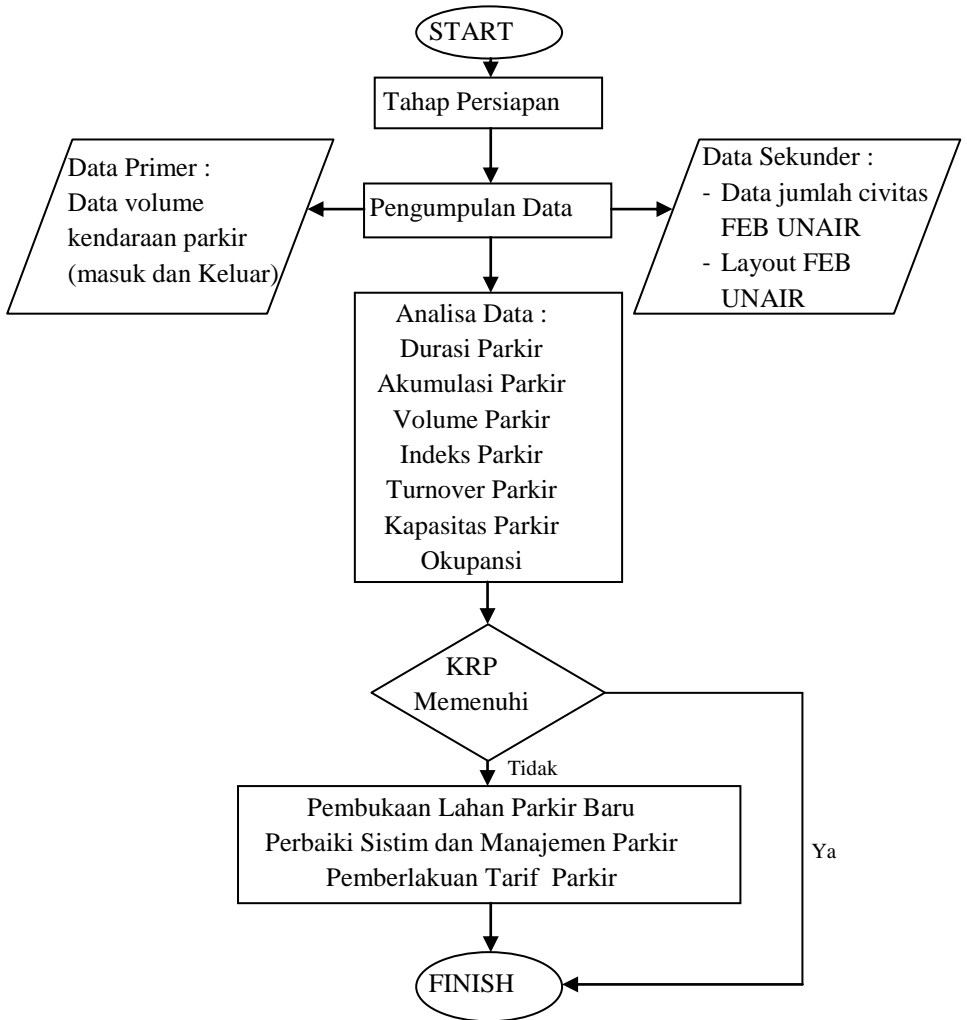 START
Tahap Persiapan
Pengumpulan Data
Data Primer :
Data volume
kendaraan parkir
(masuk dan Keluar)
Data Sekunder :
- Data jumlah civitas
FEB UNAIR
- Layout FEB
UNAIR
Analisa Data :
Durasi Parkir
Akumulasi Parkir
Volume Parkir
Indeks Parkir
Turnover Parkir
Kapasitas Parkir
Okupansi
KRP
Memenuhi
Tidak
Pembukaan Lahan Parkir Baru
Perbaiki Sistim dan Manajemen Parkir
Pemberlakuan Tarif Parkir
Ya
FINISH